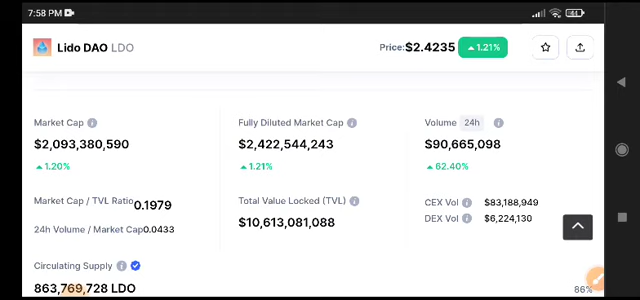 7:58 PM
44
Lido DAO LDO Price: $2.4235 1.21%
Market Cap Fully Diluted Market Cap Volume 24h
$2,093,380,590 $2,422,544,243 $90,665,098
1.20% 1.21% 62.40%
Market Cap / TVL Ratio 0.1979 Total Value Locked (TVL) CEX Vol $83,188,949
24h Volume / Market Cap 0.0433 $10,613,081,088 DEX Vol $6,224,130
Circulating Supply
863,769,728 LDO 86%